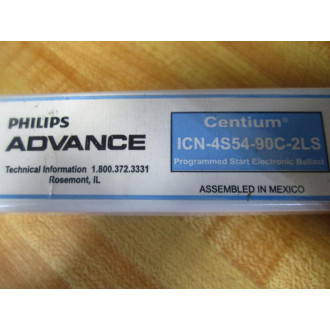 PHILIPS
ADVANCE
Technical Information 1.800.372.3331
Rosemont, IL
Centium®
ICN-4S54-90C-2LS
Programmed Start Electronic Ballast
ASSEMBLED IN MEXICO